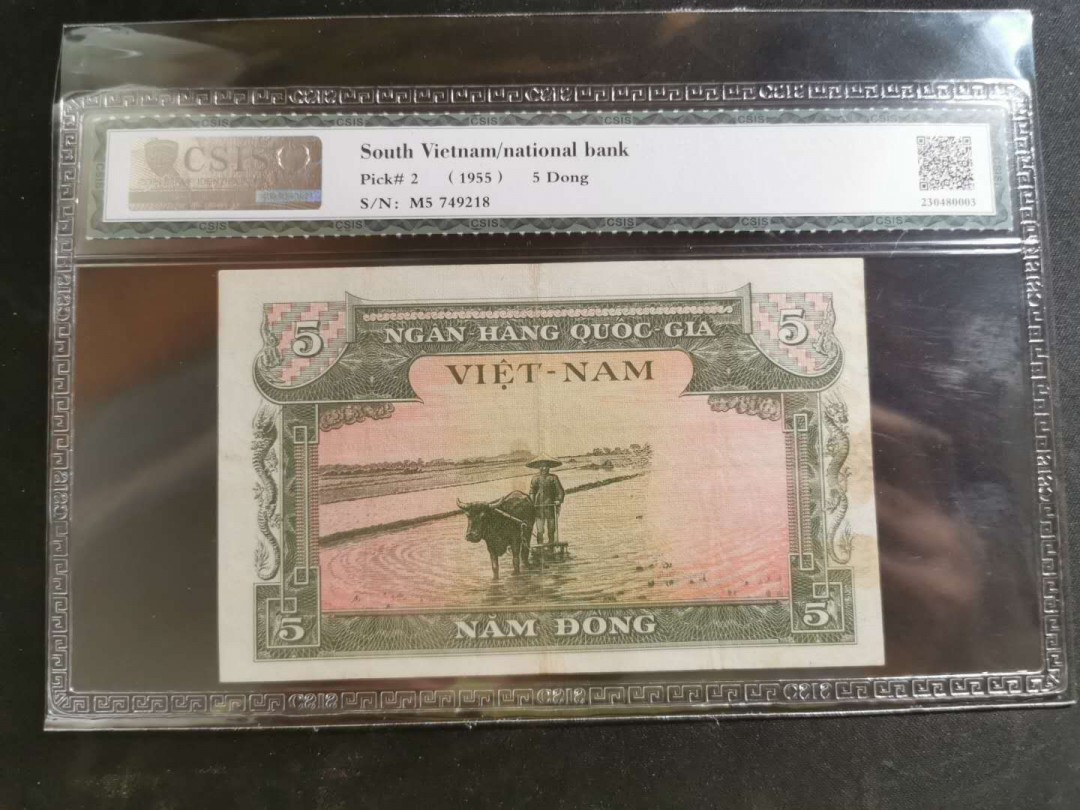 CSIS
South Vietnam/national bank
Pick# 2 (1955) 5 Dong
S/N: M5 749218
230480003
5 5
NGÂN-HÀNG QUỐC-GIA
VIỆT-NAM
5 5
NĂM ĐỒNG